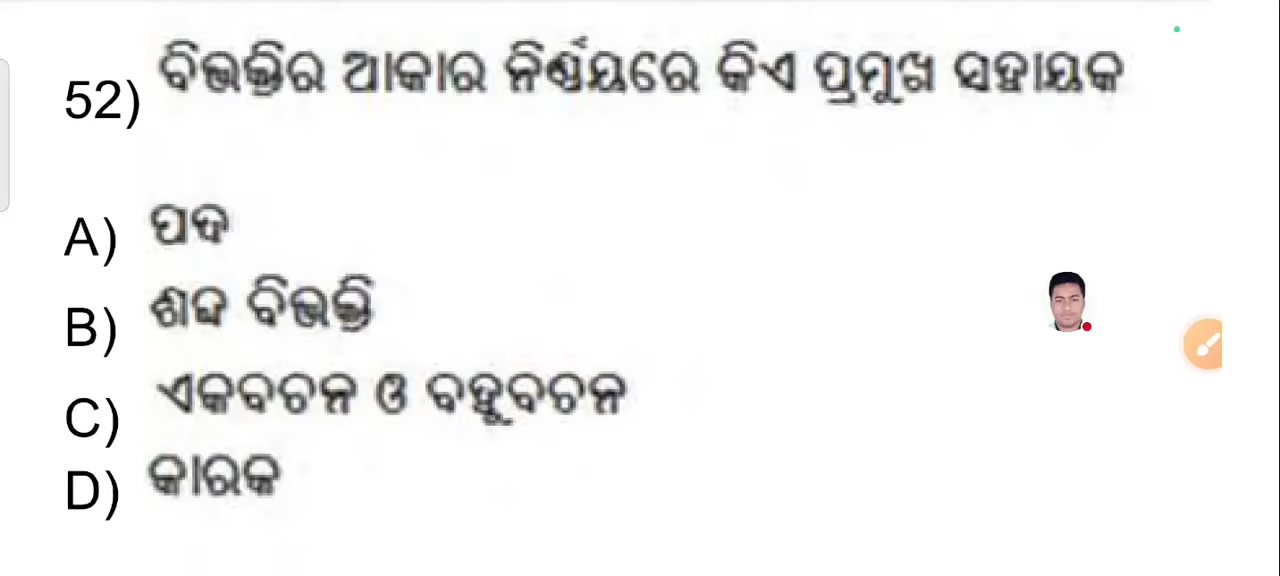 52) ବିଭକ୍ତିର ଆକାର ନିର୍ଣ୍ଣୟରେ କିଏ ପ୍ରମୁଖ ସହାୟକ
A) ପଦ
B) ଶବ୍ଦ ବିଭକ୍ତି
C) ଏକବଚନ ଓ ବହୁବଚନ
D) କାରକ